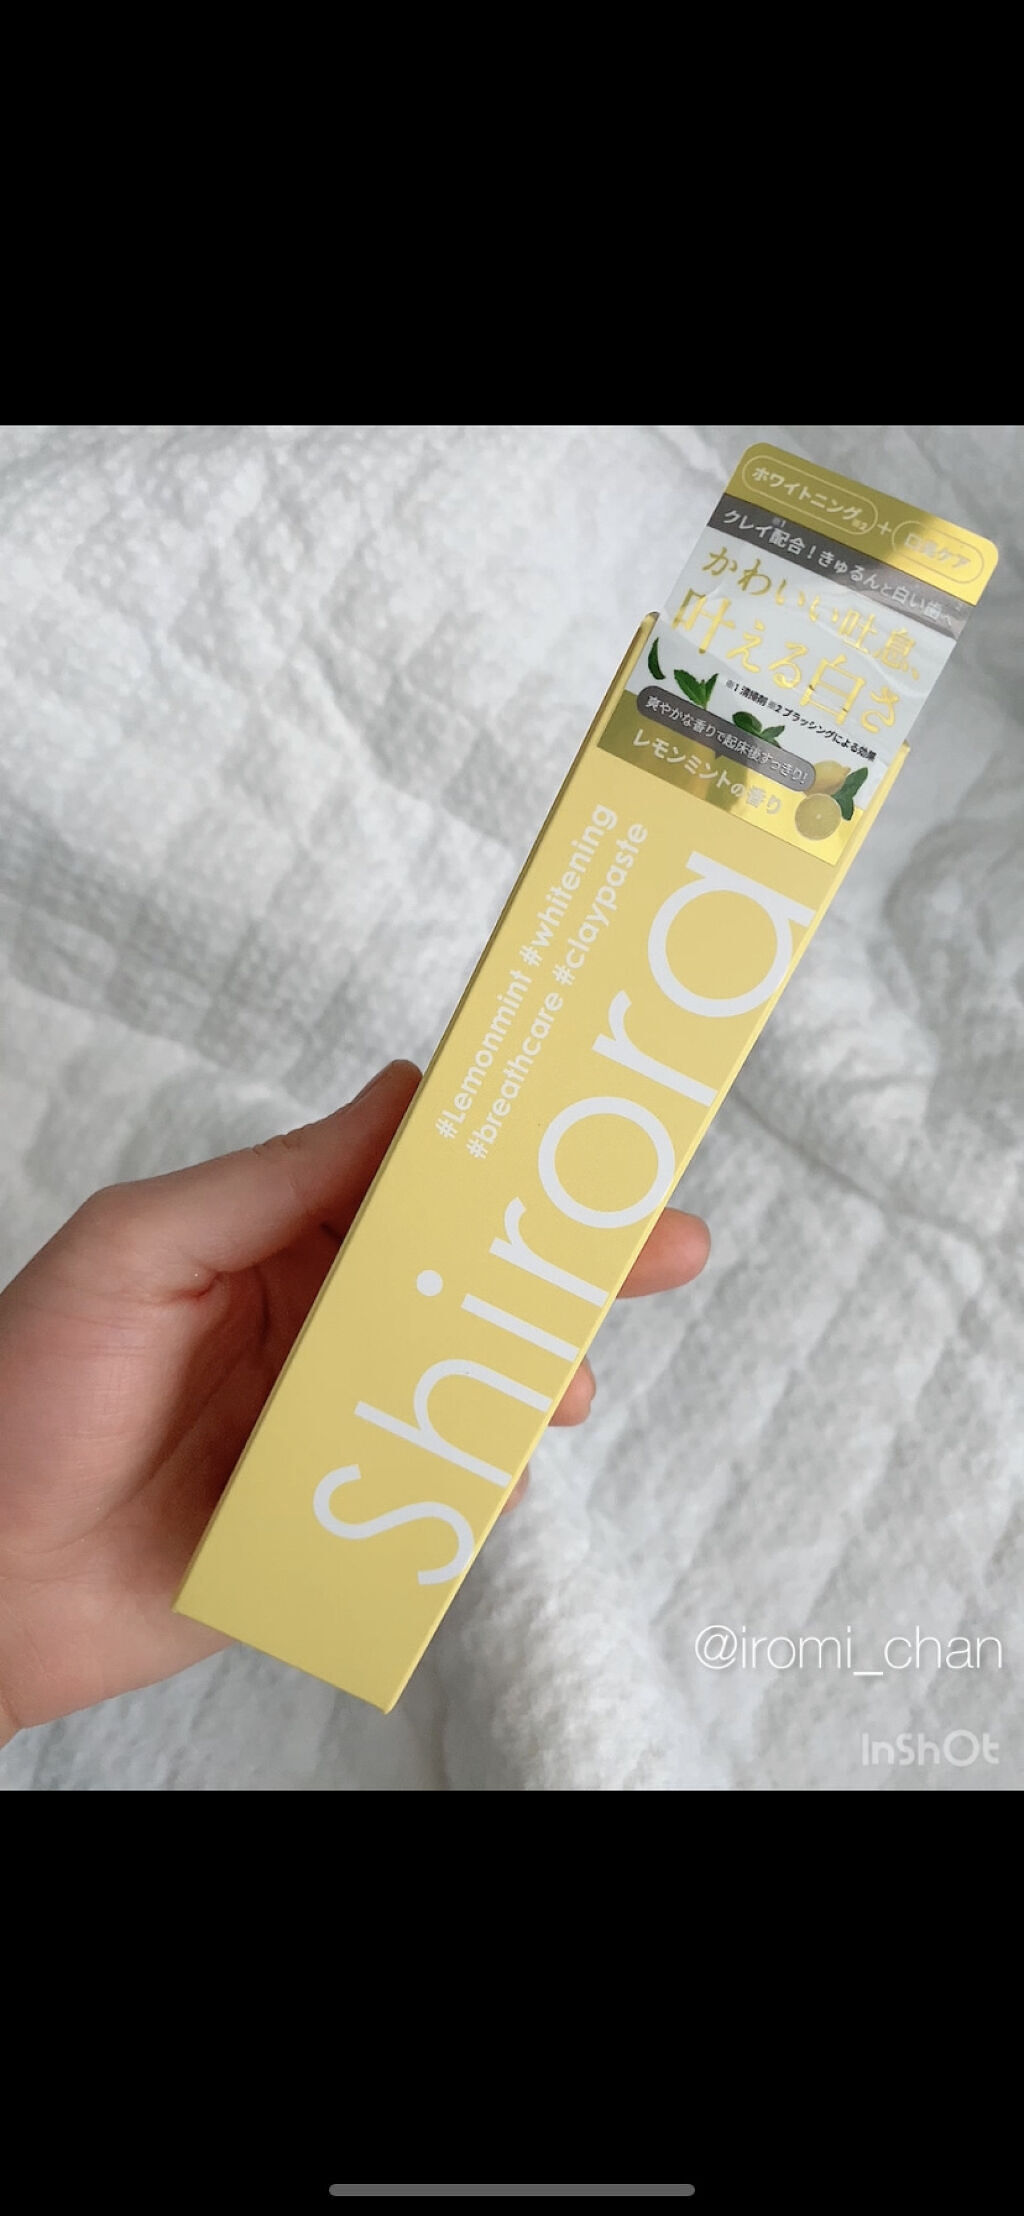 ホワイトニング※2 + 口臭ケア
クレイ※1配合！きゅるんと白い歯へ※2
かわいい吐息、
叶える白さ
※1 清掃剤 ※2 ブラッシングによる効果
爽やかな香りで起床後すっきり!
レモンミントの香り
#Lemonmint #whitening
#breathcare #claypaste
Shirora
@iromi_chan
InShOt